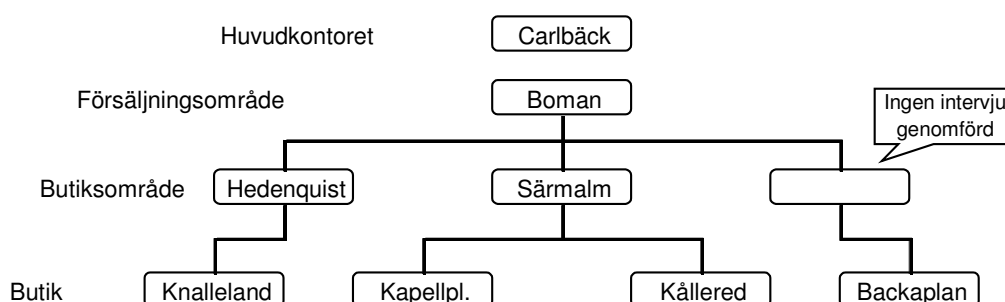 Huvudkontoret Carlbäck
Försäljningsområde Boman
Ingen intervju
genomförd
Butiksområde Hedenquist Särmalm
Butik Knalleland Kapellpl. Kållered Backaplan